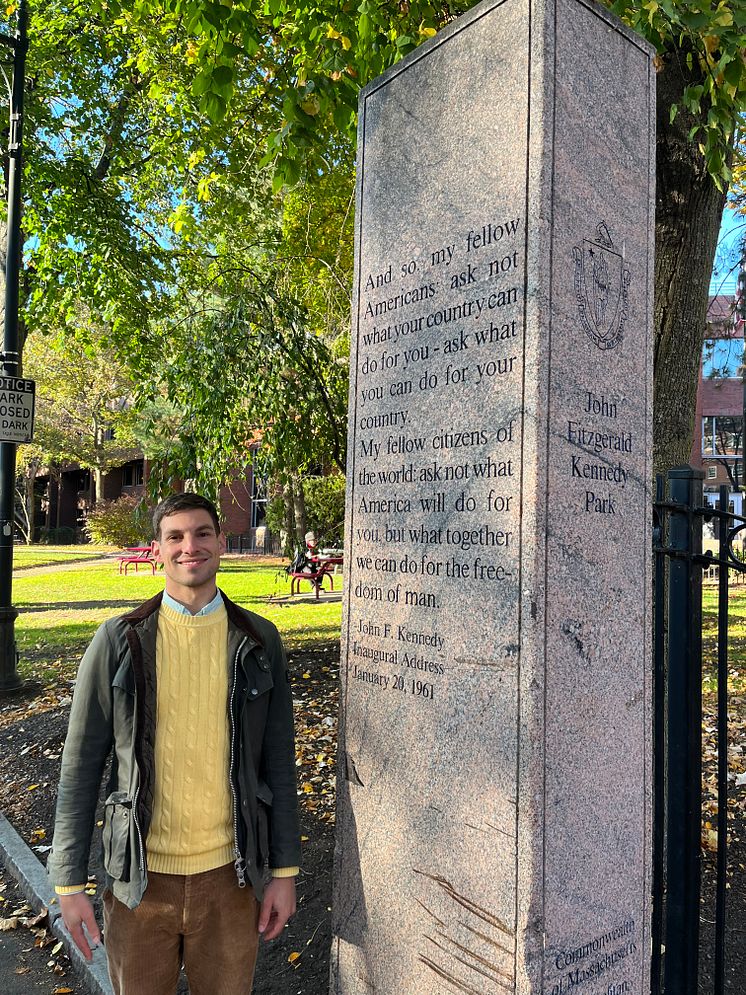 NOTICE
PARK
CLOSED
DARK
And so, my fellow
Americans: ask not
what your country can
do for you - ask what
you can do for your
country.
My fellow citizens of
the world: ask not what
America will do for
you, but what together
we can do for the free-
dom of man.
John F. Kennedy
Inaugural Address
January 20, 1961
John
Fitzgerald
Kennedy
Park
Commonwealth
of Massachusetts